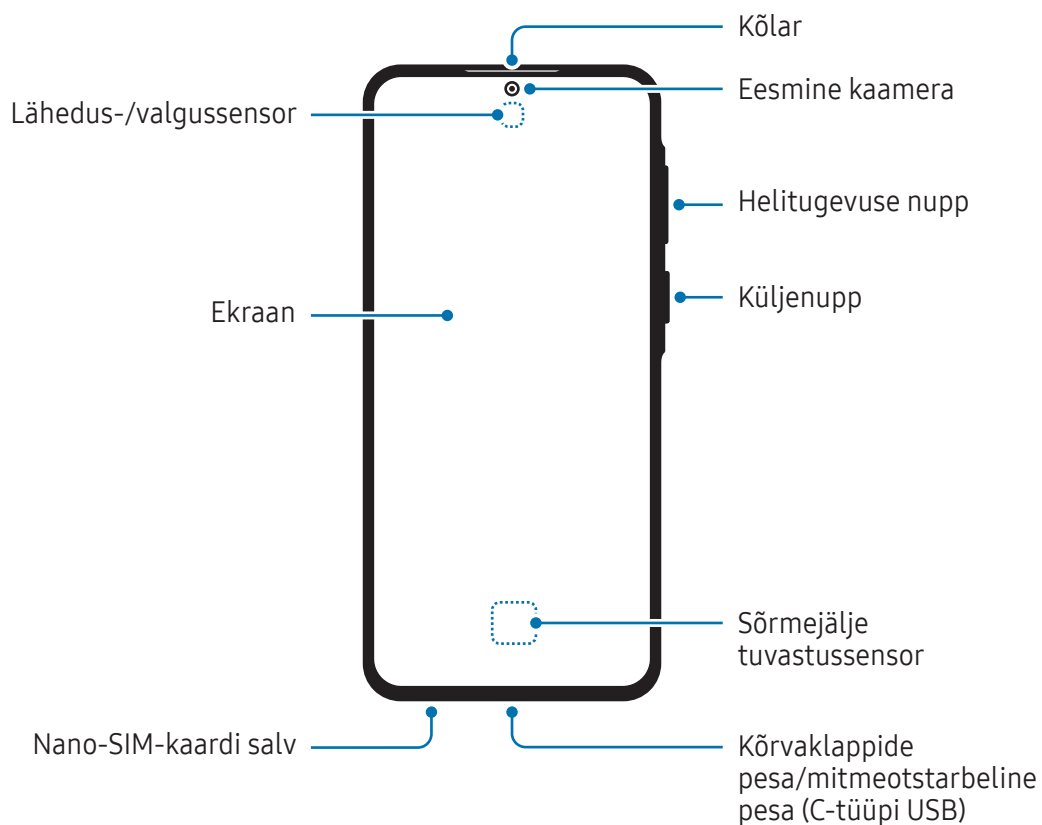 Kõlar
Eesmine kaamera
Lähedus-/valgussensor
Helitugevuse nupp
Küljenupp
Ekraan
Sõrmejälje
tuvastussensor
Nano-SIM-kaardi salv
Kõrvaklappide
pesa/mitmeotstarbeline
pesa (C-tüüpi USB)